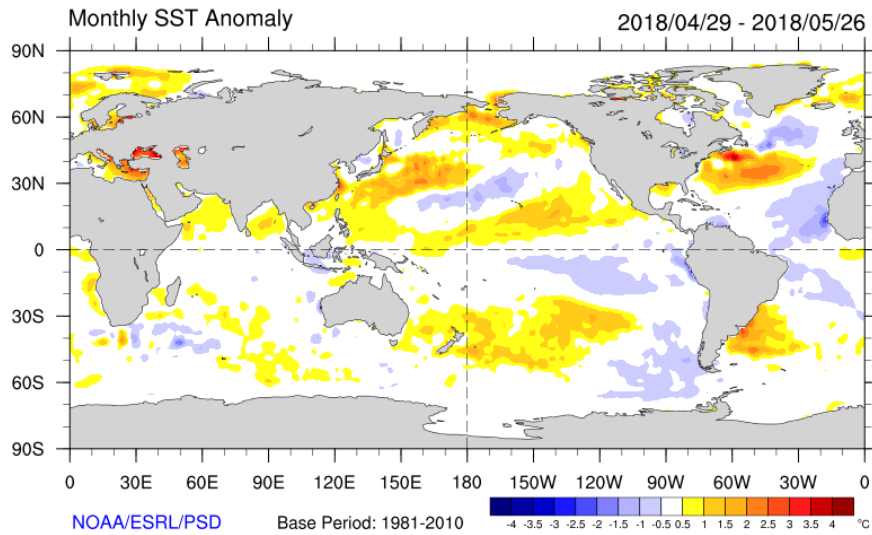 Monthly SST Anomaly 2018/04/29 - 2018/05/26
90N
60N
30N
0
30S
60S
90S
0 30E 60E 90E 120E 150E 180 150W 120W 90W 60W 30W 0
NOAA/ESRL/PSD Base Period: 1981-2010
-4 -3.5 -3 -2.5 -2 -1.5 -1 -0.5 0.5 1 1.5 2 2.5 3 3.5 4 °C